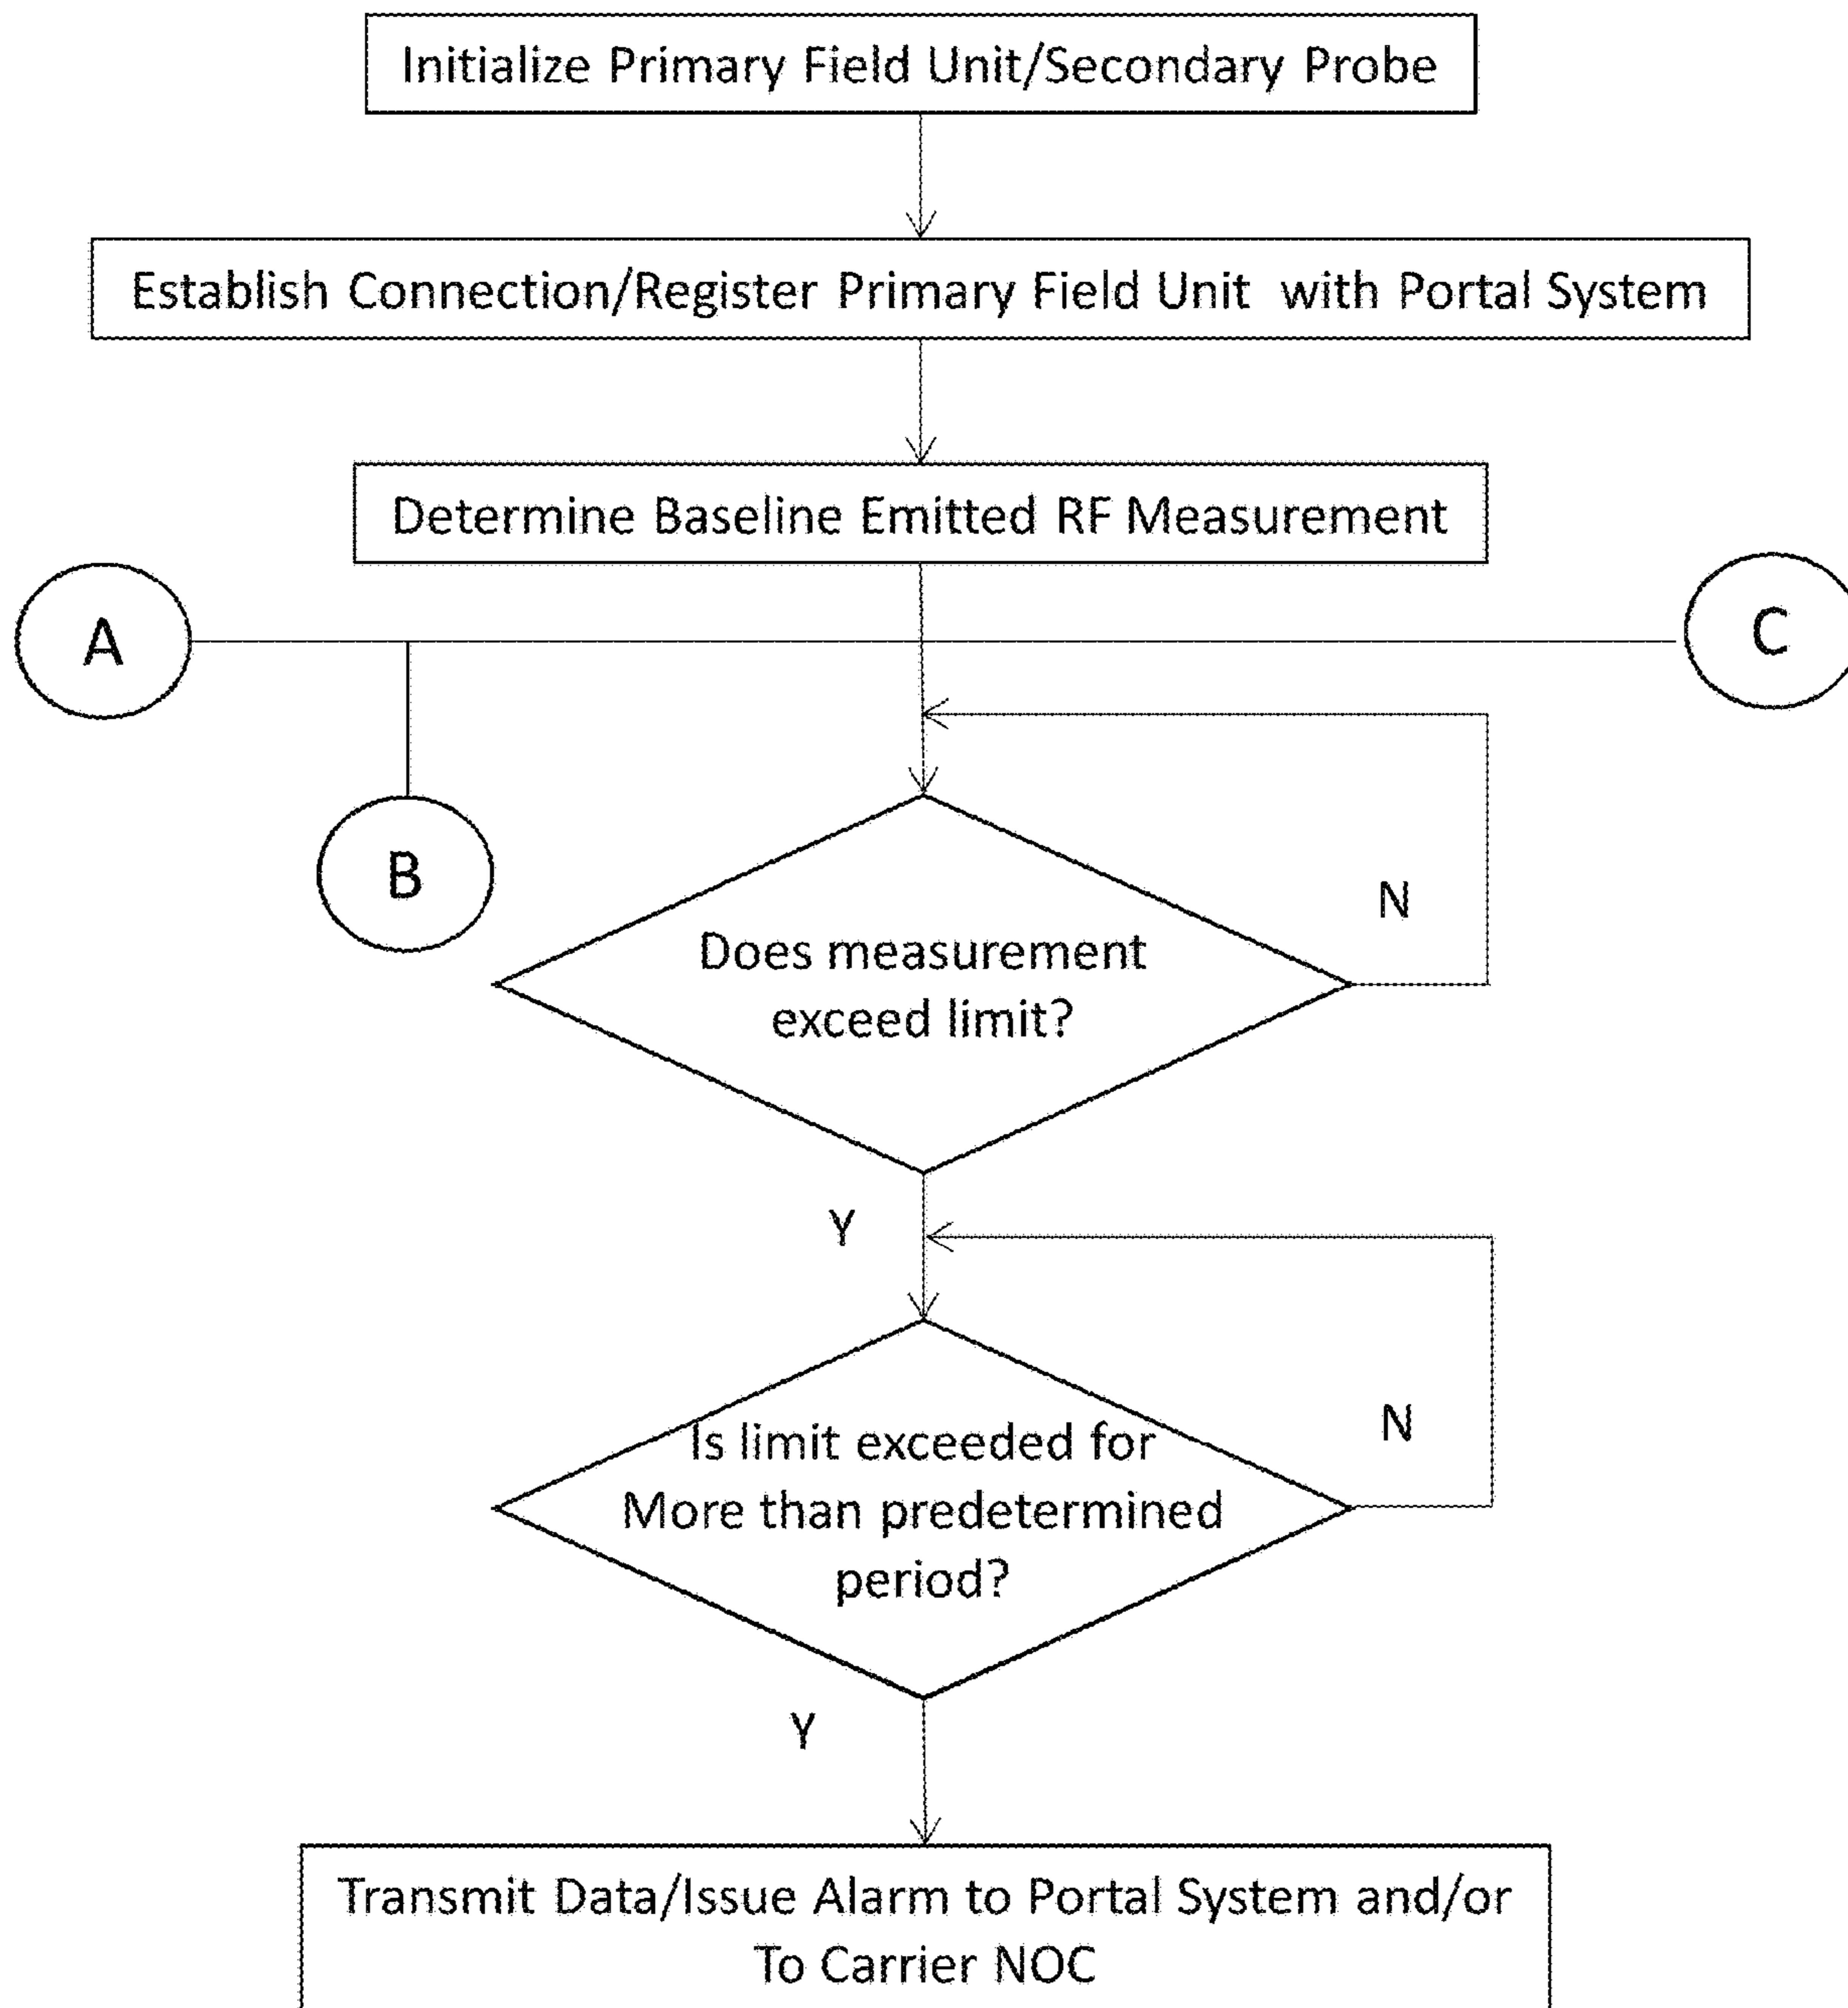 Initialize Primary Field Unit/Secondary Probe
Establish Connection/Register Primary Field Unit with Portal System
Determine Baseline Emitted RF Measurement
A
C
B
N
Does measurement
exceed limit?
Y
N
Is limit exceeded for
More than predetermined
period?
Y
Transmit Data/Issue Alarm to Portal System and/or
To Carrier NOC